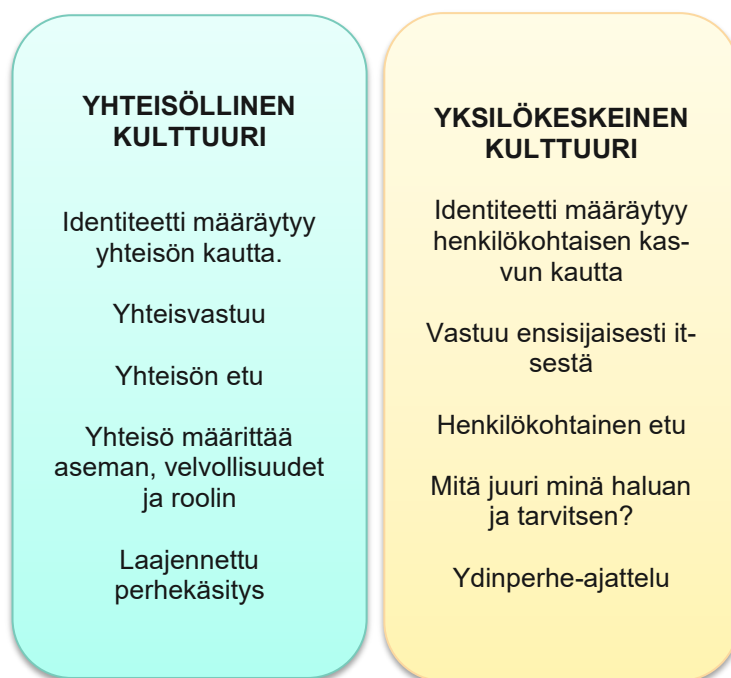 YHTEISÖLLINEN
KULTTUURI
Identiteetti määräytyy
yhteisön kautta.
Yhteisvastuu
Yhteisön etu
Yhteisö määrittää
aseman, velvollisuudet
ja roolin
Laajennettu
perhekäsitys
YKSILÖKESKEINEN
KULTTUURI
Identiteetti määräytyy
henkilökohtaisen kas-
vun kautta
Vastuu ensisijaisesti it-
sestä
Henkilökohtainen etu
Mitä juuri minä haluan
ja tarvitsen?
Ydinperhe-ajattelu